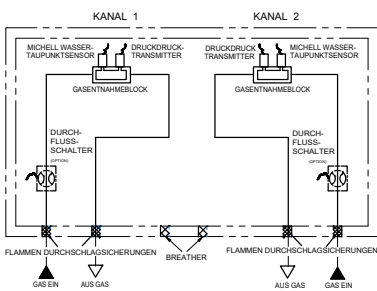 KANAL 1
KANAL 2
MICHELL WASSER-
TAUPUNKTSENSOR
DRUCKDRUCK-
TRANSMITTER
DRUCKDRUCK
TRANSMITTER
MICHELL WASSER-
TAUPUNKTSENSOR
GASENTNAHMEBLOCK
GASENTNAHMEBLOCK
DURCH-
FLUSS-
SCHALTER
(OPTION)
DURCH-
FLUSS-
SCHALTER
(OPTION)
FLAMMEN DURCHSCHLAGSICHERUNGEN
BREATHER
FLAMMEN DURCHSCHLAGSICHERUNGEN
GAS EIN
AUS GAS
AUS GAS
GAS EIN